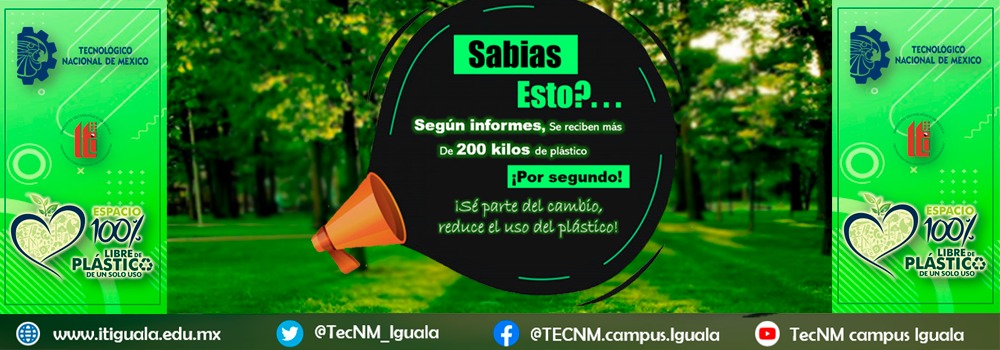 TECNOLÓGICO
NACIONAL DE MEXICO
ESPACIO
100%
LIBRE DE
PLÁSTICO
DE UN SOLO USO
Sabias
Esto?...
Según informes, Se reciben más
De 200 kilos de plástico
¡Por segundo!
¡Sé parte del cambio,
reduce el uso del plástico!
TECNOLÓGICO
NACIONAL DE MEXICO
ESPACIO
100%
LIBRE DE
PLÁSTICO
DE UN SOLO USO
www.itiguala.edu.mx
@TecNM_Iguala
@TECNM.campus.Iguala
TecNM campus Iguala